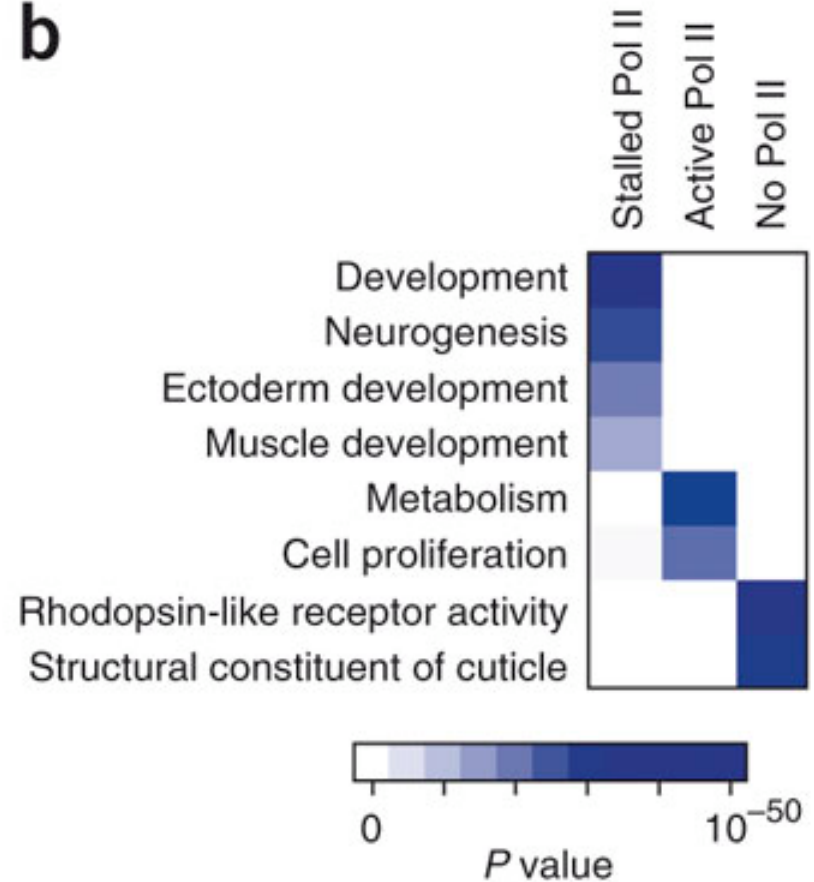 b
Stalled Pol II
Active Pol II
No Pol II
Development
Neurogenesis
Ectoderm development
Muscle development
Metabolism
Cell proliferation
Rhodopsin-like receptor activity
Structural constituent of cuticle
0
10⁻⁵⁰
P value